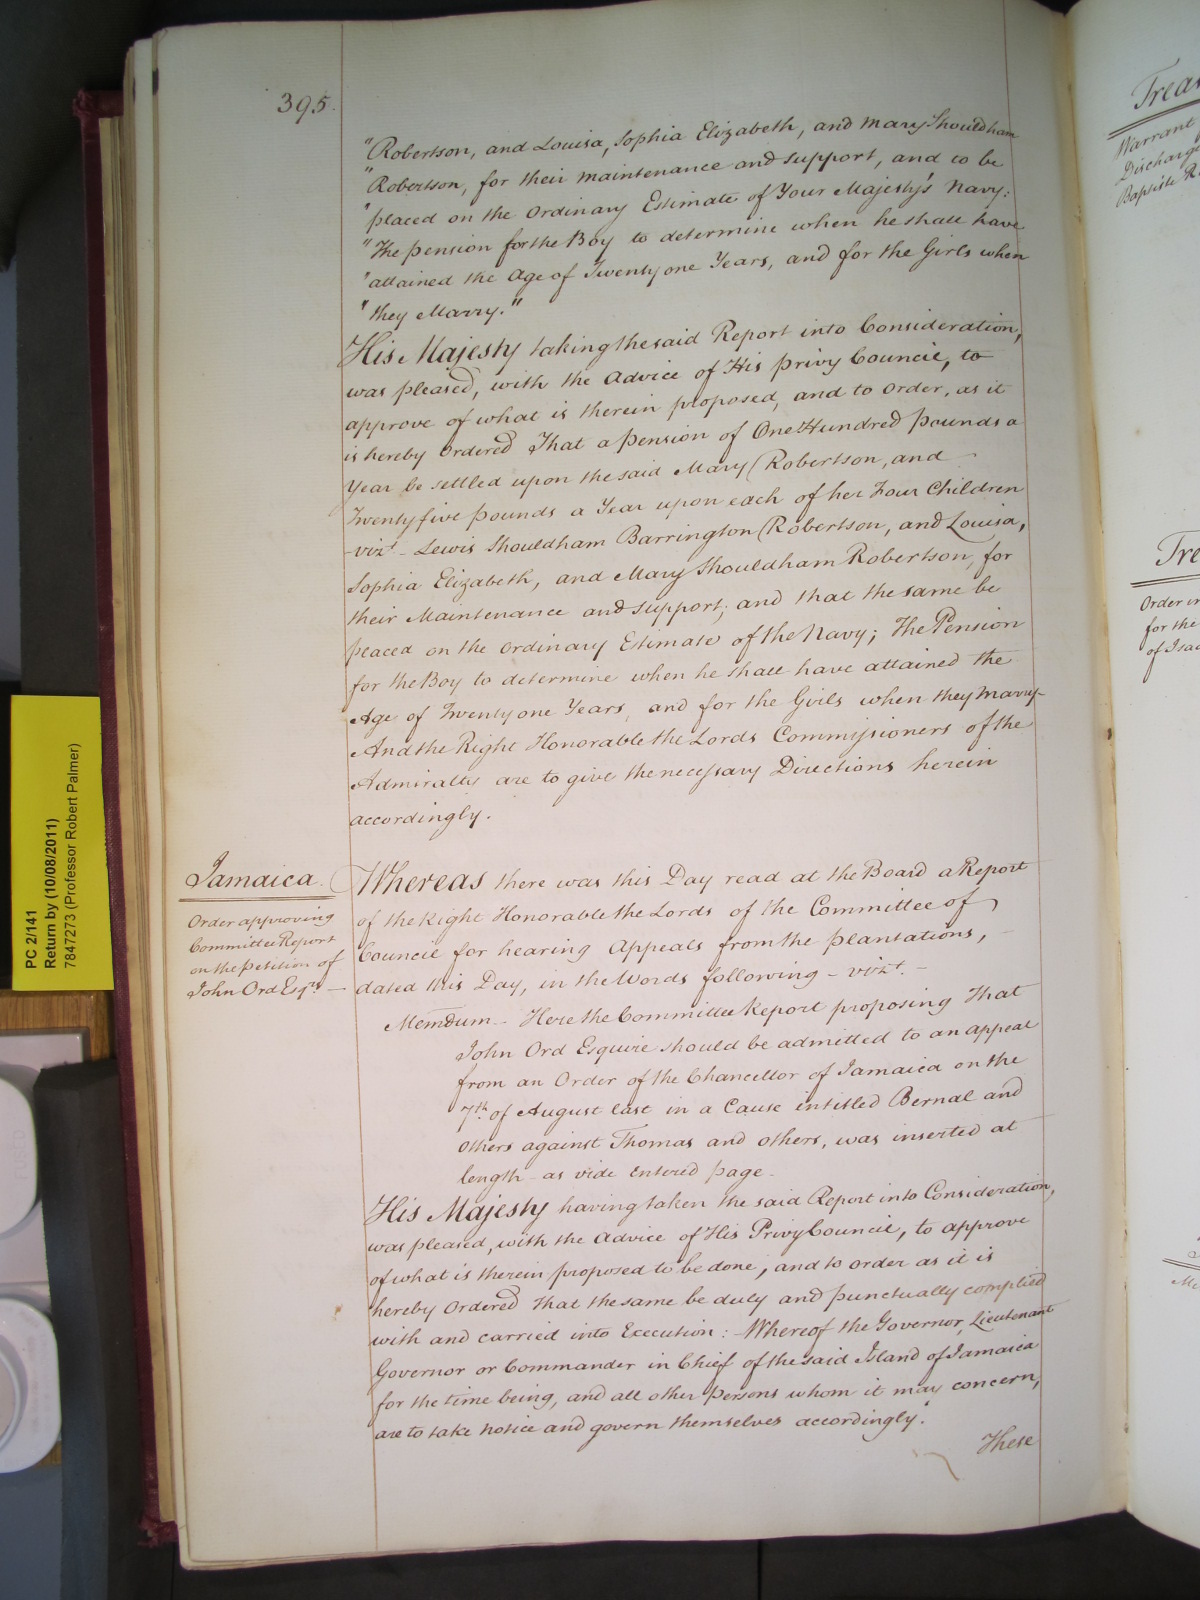 395.
"Robertson, and Louisa, Sophia Elizabeth, and Mary Shouldham
"Robertson, for their maintenance and support, and to be
"placed on the Ordinary Estimate of Your Majesty's Navy:
"The pension for the Boy to determine when he shall have
"attained the Age of Twenty one Years, and for the Girls when
"they Marry."
His Majesty taking the said Report into Consideration,
was pleased, with the Advice of His Privy Council, to
approve of what is therein proposed, and to Order, as it
is hereby Ordered That a Pension of One Hundred Pounds a
Year be settled upon the said Mary Robertson, and
Twenty five Pounds a Year upon each of her Four Children
-vizt.- Lewis Shouldham Barrington Robertson, and Louisa,
Sophia Elizabeth, and Mary Shouldham Robertson, for
their Maintenance and support; and that the same be
placed on the Ordinary Estimate of the Navy; The Pension
for the Boy to determine when he shall have attained the
Age of Twenty one Years, and for the Girls when they Marry-
And the Right Honorable the Lords Commissioners of the
Admiralty are to give the necessary Directions herein
accordingly.
Jamaica.
Order approving
Committee Report
on the petition of
John Ord Esqr. -
Whereas there was this Day read at the Board a Report
of the Right Honorable the Lords of the Committee of
Council for hearing Appeals from the Plantations, -
dated this Day, in the Words following - vizt. -
Memdum - Here the Committee Report proposing That
John Ord Esquire should be admitted to an appeal
from an Order of the Chancellor of Jamaica on the
7th. of August last in a Cause intitled Bernal and
Others against Thomas and others, was inserted at
length - as vide Entered page -
His Majesty having taken the said Report into Consideration,
was pleased, with the Advice of His Privy Council, to approve
of what is therein proposed to be done, and to Order as it is
hereby Ordered that the same be duly and punctually complied
with and carried into Execution: Whereof the Governor, Lieutenant
Governor or Commander in Chief of the said Island of Jamaica
for the time being, and all other Persons whom it may concern,
are to take notice and govern themselves accordingly.
These
PC 2/141
Return by (10/08/2011)
7847273 (Professor Robert Palmer)
Warrant
Discharge
Baptiste
Order
for the